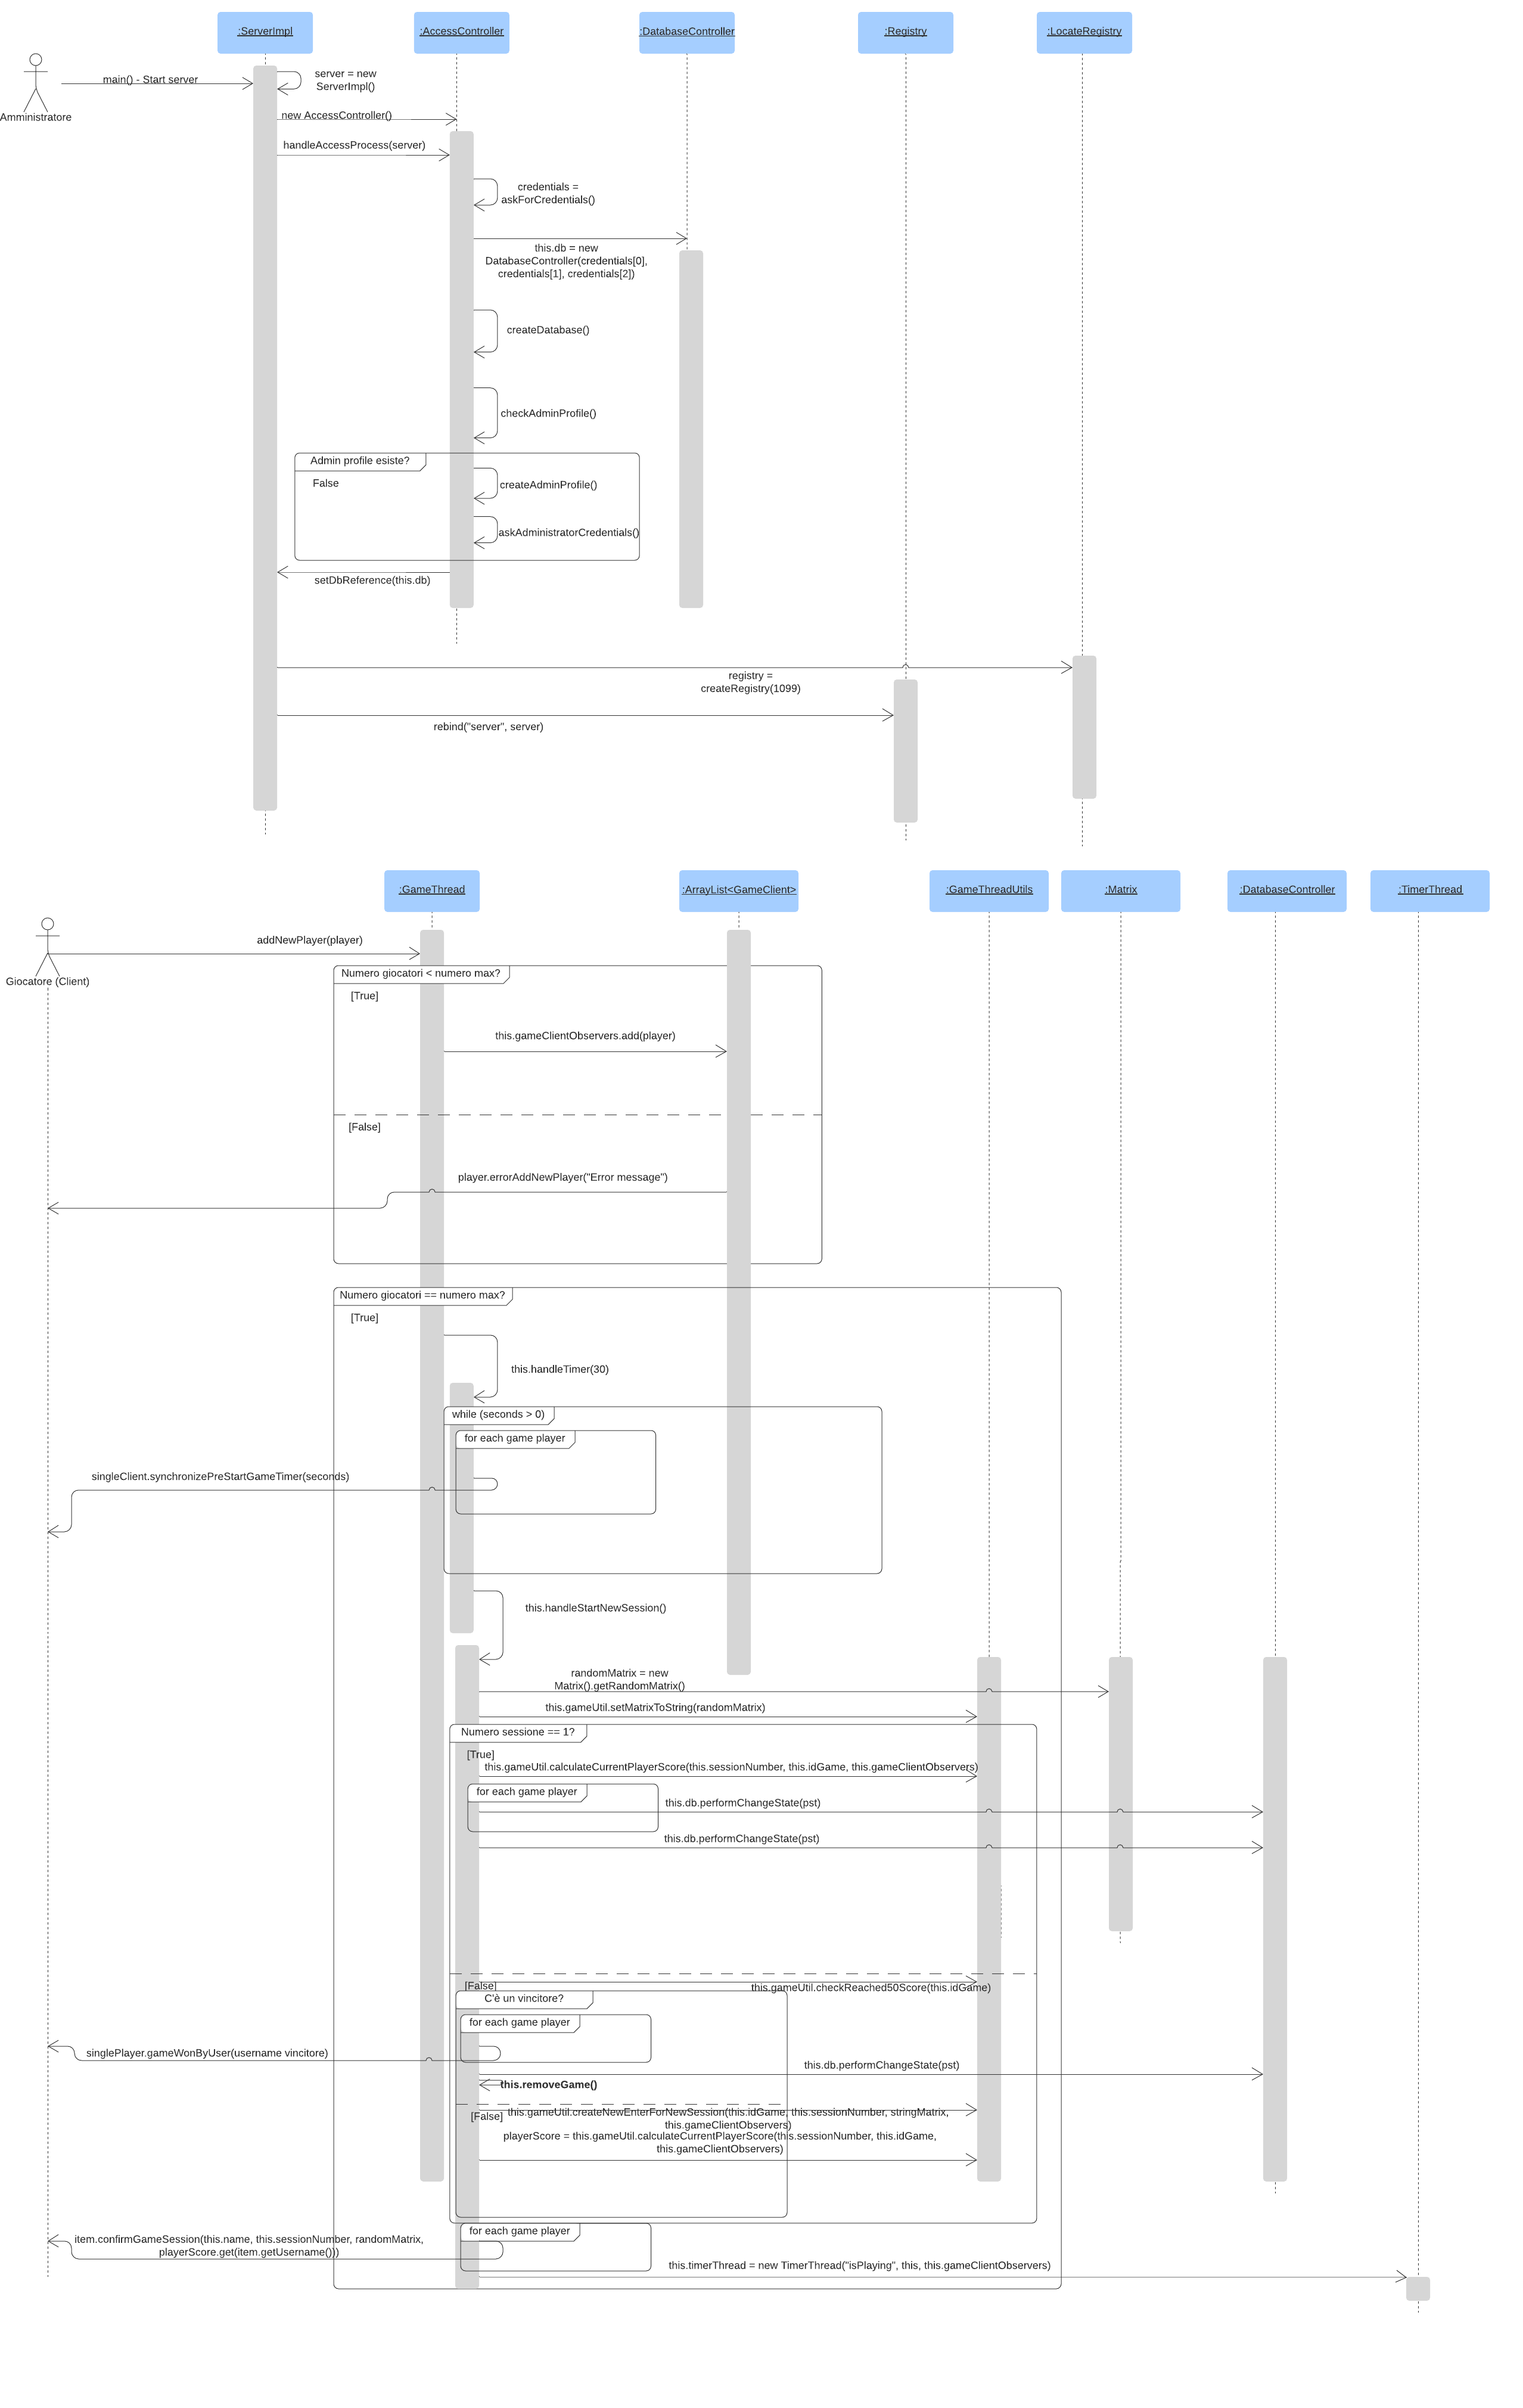 :ServerImpl
:AccessController
:DatabaseController
:Registry
:LocateRegistry
Amministratore
main() - Start server
server = new
ServerImpl()
new AccessController()
handleAccessProcess(server)
credentials =
askForCredentials()
this.db = new
DatabaseController(credentials[0],
credentials[1], credentials[2])
createDatabase()
checkAdminProfile()
Admin profile esiste?
False
createAdminProfile()
askAdministratorCredentials()
setDbReference(this.db)
registry =
createRegistry(1099)
rebind("server", server)
:GameThread
:ArrayList<GameClient>
:GameThreadUtils
:Matrix
:DatabaseController
:TimerThread
Giocatore (Client)
addNewPlayer(player)
Numero giocatori < numero max?
[True]
this.gameClientObservers.add(player)
[False]
player.errorAddNewPlayer("Error message")
Numero giocatori == numero max?
[True]
this.handleTimer(30)
while (seconds > 0)
for each game player
singleClient.synchronizePreStartGameTimer(seconds)
this.handleStartNewSession()
randomMatrix = new
Matrix().getRandomMatrix()
this.gameUtil.setMatrixToString(randomMatrix)
Numero sessione == 1?
[True]
this.gameUtil.calculateCurrentPlayerScore(this.sessionNumber, this.idGame, this.gameClientObservers)
for each game player
this.db.performChangeState(pst)
this.db.performChangeState(pst)
[False]
this.gameUtil.checkReached50Score(this.idGame)
C'è un vincitore?
for each game player
singlePlayer.gameWonByUser(username vincitore)
this.db.performChangeState(pst)
this.removeGame()
[False]
this.gameUtil.createNewEnterForNewSession(this.idGame, this.sessionNumber, stringMatrix,
this.gameClientObservers)
playerScore = this.gameUtil.calculateCurrentPlayerScore(this.sessionNumber, this.idGame,
this.gameClientObservers)
for each game player
item.confirmGameSession(this.name, this.sessionNumber, randomMatrix,
playerScore.get(item.getUsername()))
this.timerThread = new TimerThread("isPlaying", this, this.gameClientObservers)